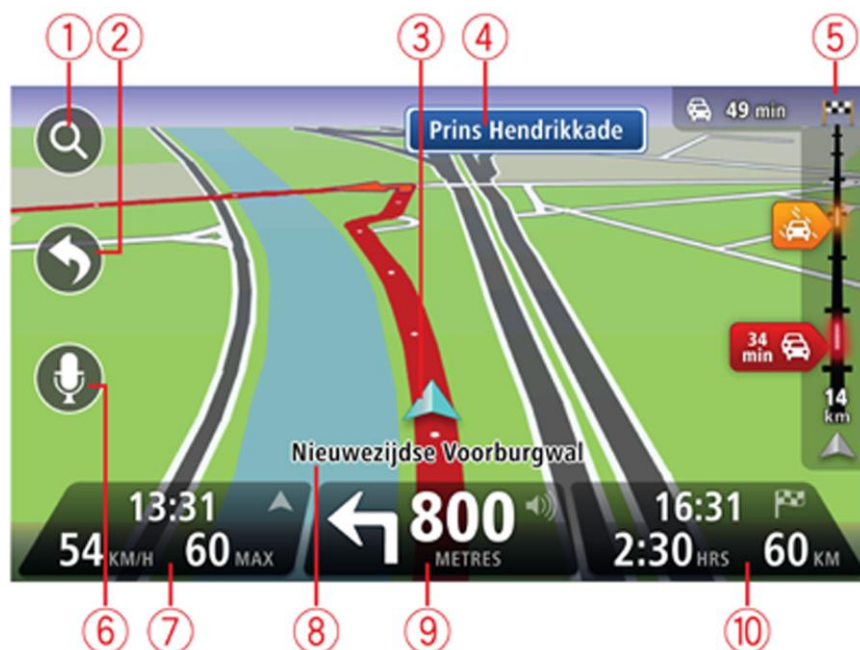 ① ② ③ ④ ⑤
Prins Hendrikkade
49 min
34
min
14
km
Nieuwezijdse Voorburgwal
13:31
54 KM/H 60 MAX
800
METRES
16:31
2:30 HRS 60 KM
⑥ ⑦ ⑧ ⑨ ⑩